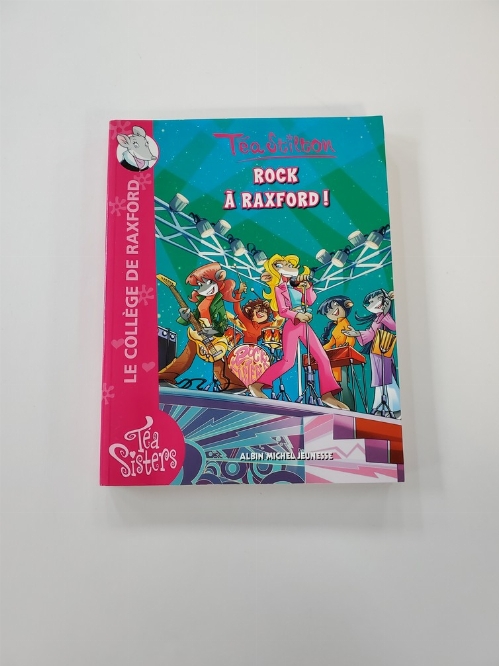 Téa Stilton
ROCK
À RAXFORD !
LE COLLÈGE DE RAXFORD
Téa
Sisters
ALBIN MICHEL JEUNESSE